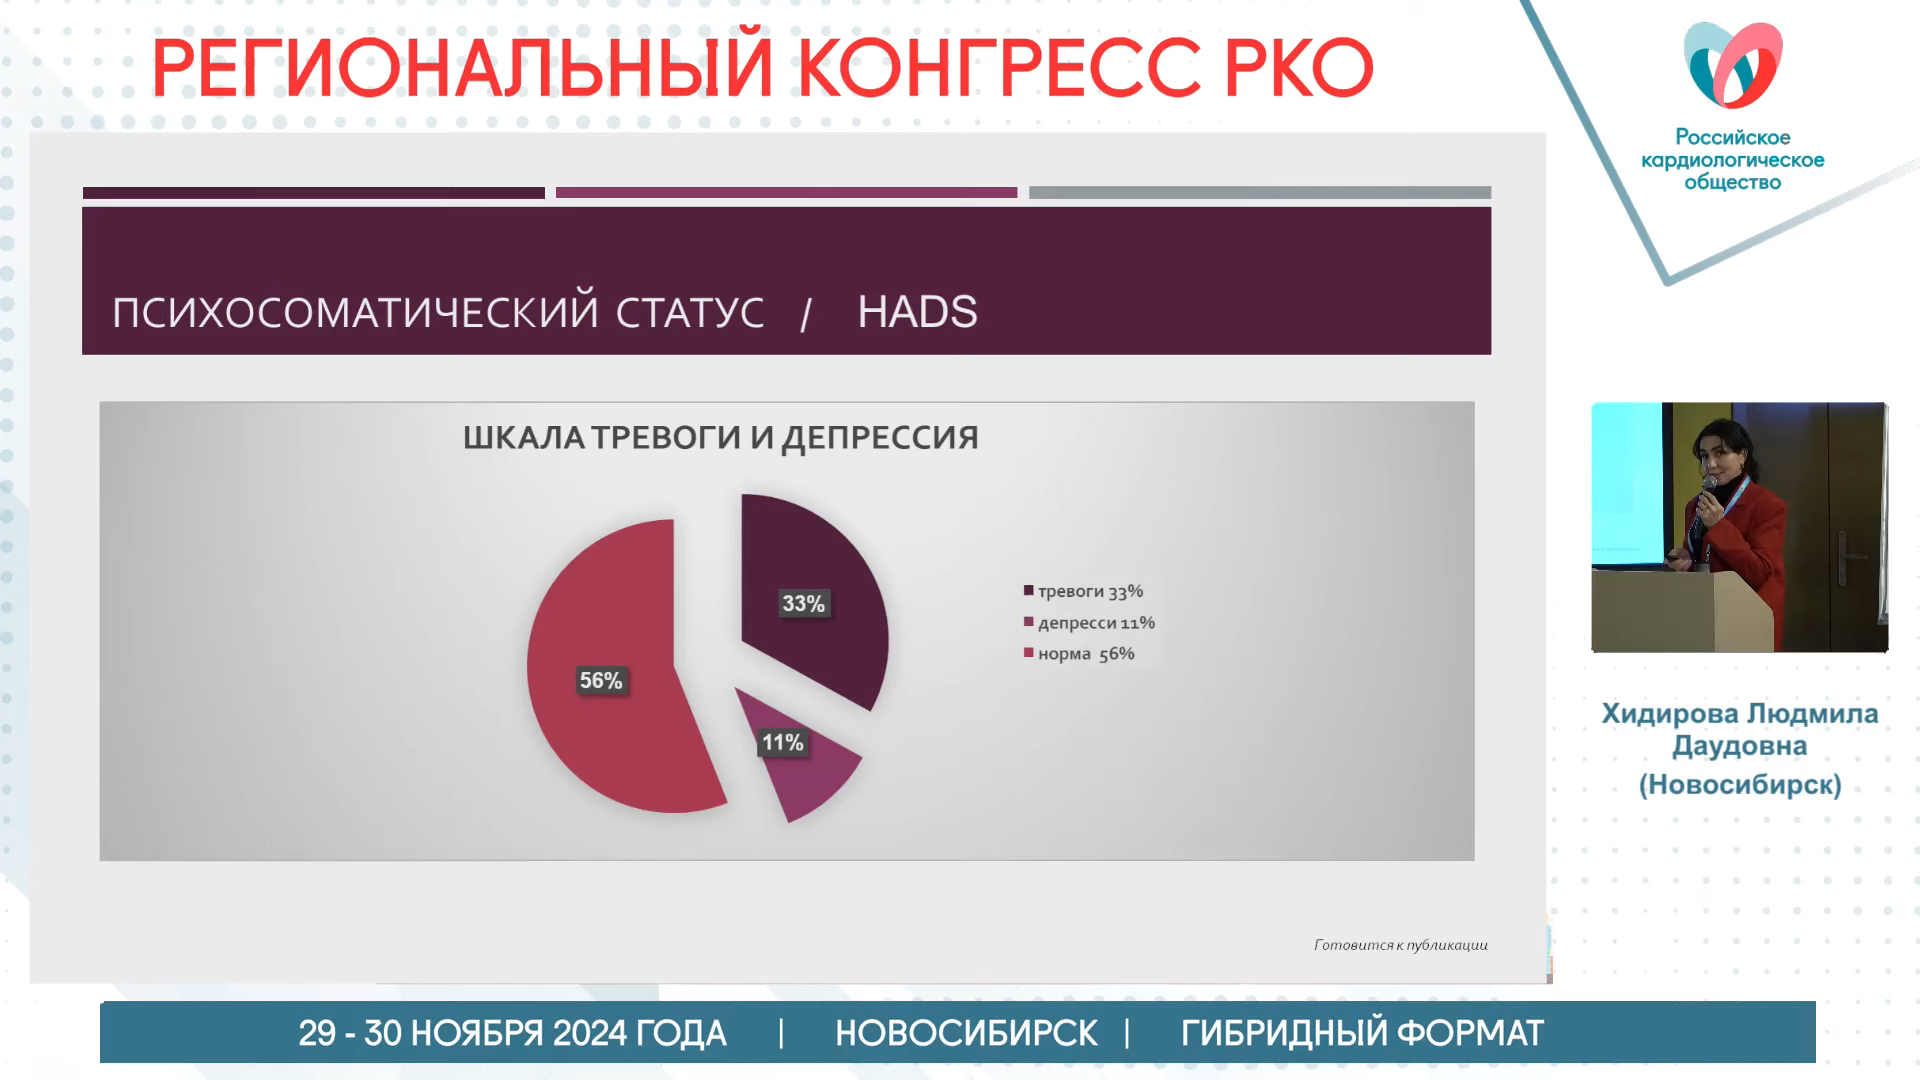 РЕГИОНАЛЬНЫЙ КОНГРЕСС РКО
Российское
кардиологическое
общество
ПСИХОСОМАТИЧЕСКИЙ СТАТУС / HADS
ШКАЛА ТРЕВОГИ И ДЕПРЕССИЯ
33%
56%
11%
тревоги 33%
депресси 11%
норма 56%
Готовится к публикации
Хидирова Людмила
Даудовна
(Новосибирск)
29 - 30 НОЯБРЯ 2024 ГОДА | НОВОСИБИРСК | ГИБРИДНЫЙ ФОРМАТ